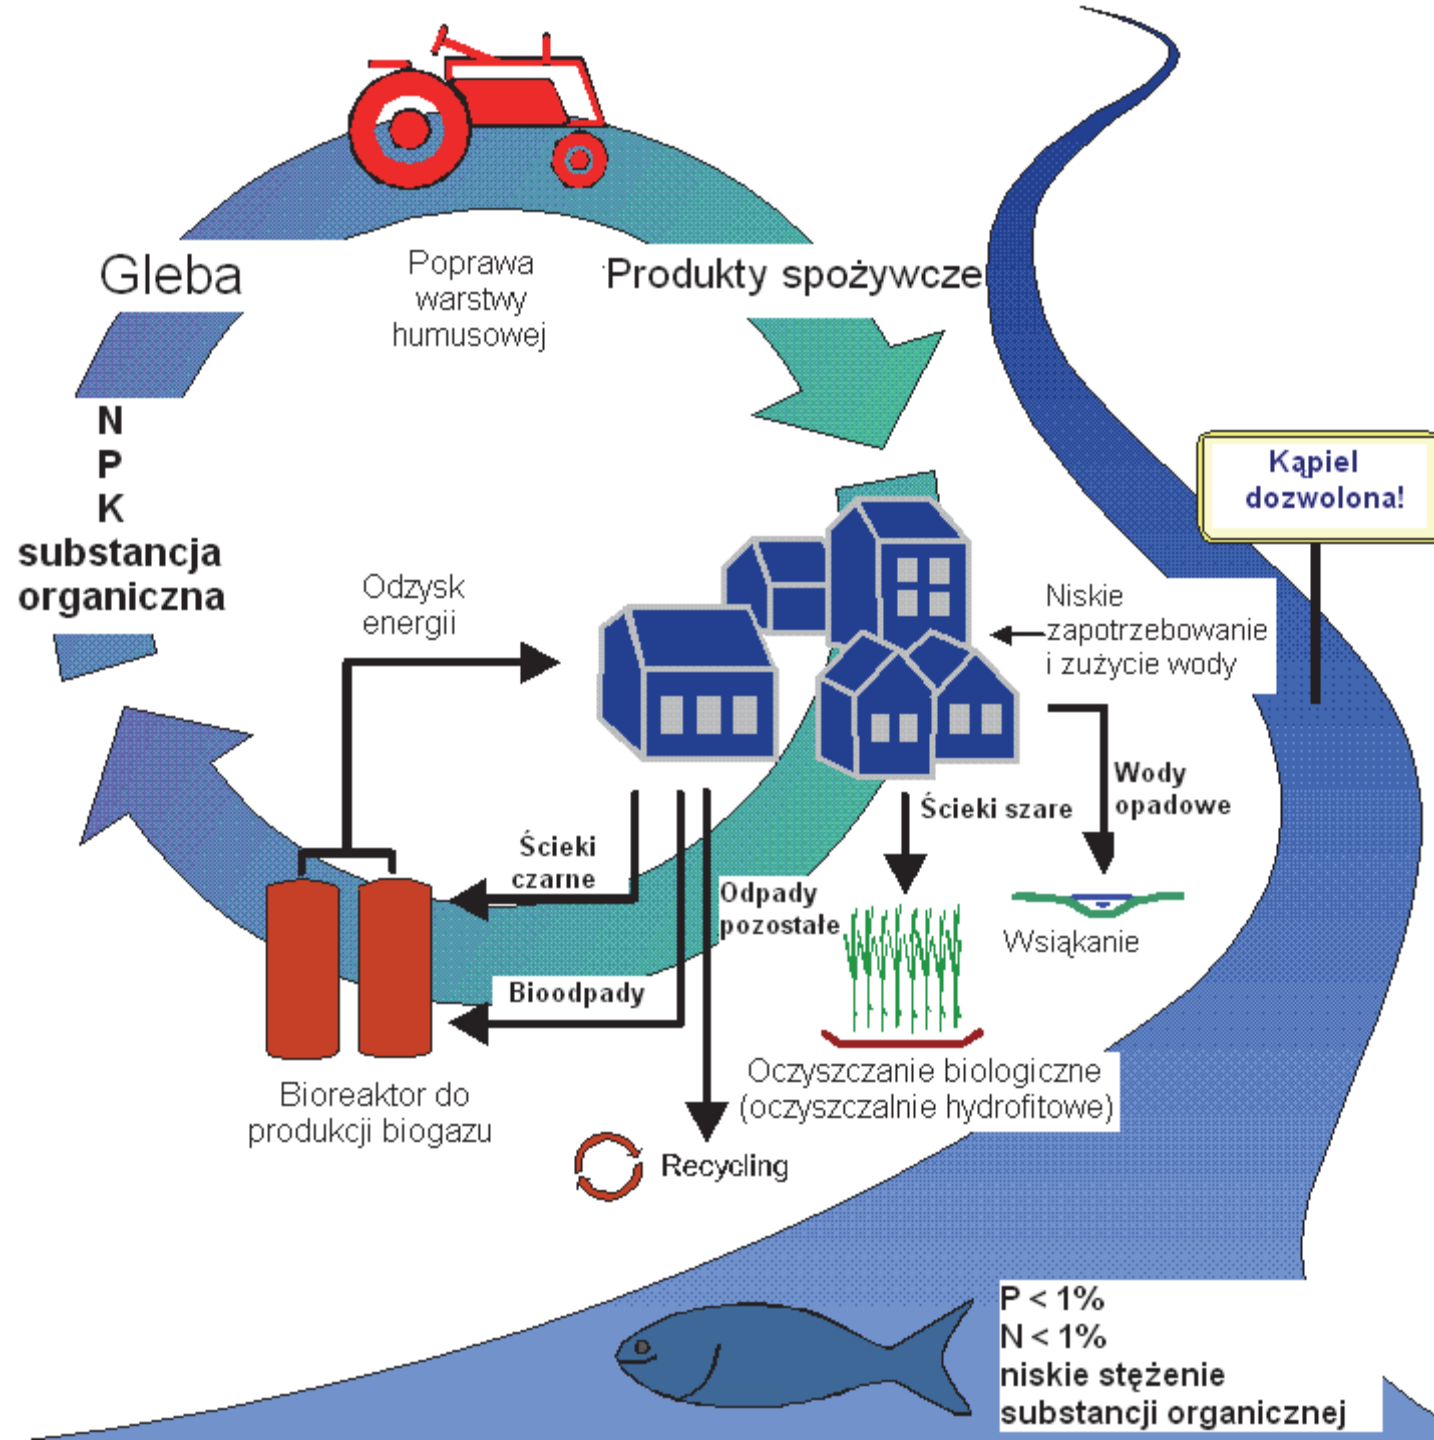 Gleba
Poprawa
warstwy
humusowej
Produkty spożywcze
N
P
K
substancja
organiczna
Kąpiel
dozwolona!
Odzysk
energii
Niskie
zapotrzebowanie
i zużycie wody
Wody
opadowe
Ścieki szare
Ścieki
czarne
Odpady
pozostałe
Wsiąkanie
Bioodpady
Oczyszczanie biologiczne
(oczyszczalnie hydrofitowe)
Bioreaktor do
produkcji biogazu
Recycling
P < 1%
N < 1%
niskie stężenie
substancji organicznej